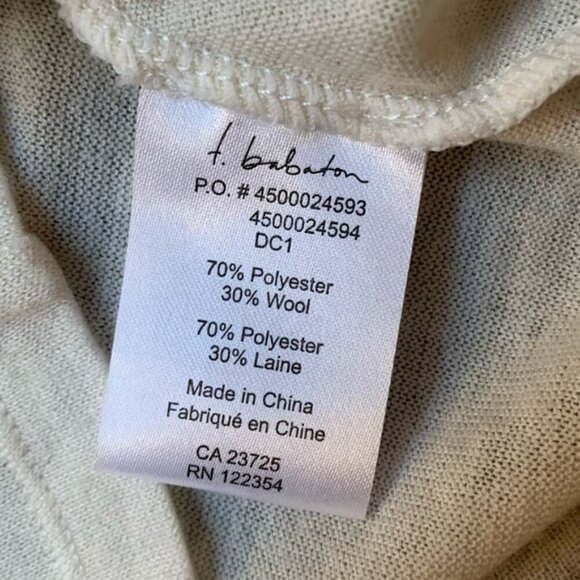 t. babaton
P.O. # 4500024593
4500024594
DC1
70% Polyester
30% Wool
70% Polyester
30% Laine
Made in China
Fabriqué en Chine
CA 23725
RN 122354